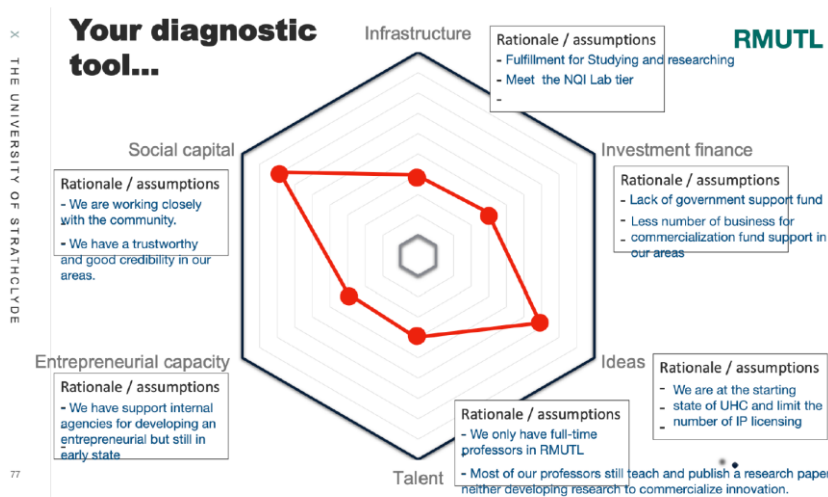 X THE UNIVERSITY OF STRATHCLYDE
77
Your diagnostic
tool...
RMUTL
Infrastructure
Rationale / assumptions
- Fulfillment for Studying and researching
- Meet the NQI Lab tier
-
Social capital
Rationale / assumptions
- We are working closely
with the community.
- We have a trustworthy
and good credibility in our
areas.
Investment finance
Rationale / assumptions
- Lack of government support fund
- Less number of business for
- commercialization fund support in
our areas
Entrepreneurial capacity
Rationale / assumptions
- We have support internal
agencies for developing an
entrepreneurial but still in
early state
Ideas
Rationale / assumptions
- We are at the starting
- state of UHC and limit the
- number of IP licensing
Talent
Rationale / assumptions
- We only have full-time
professors in RMUTL
- Most of our professors still teach and publish a research paper
neither developing research to commercialize innovation.